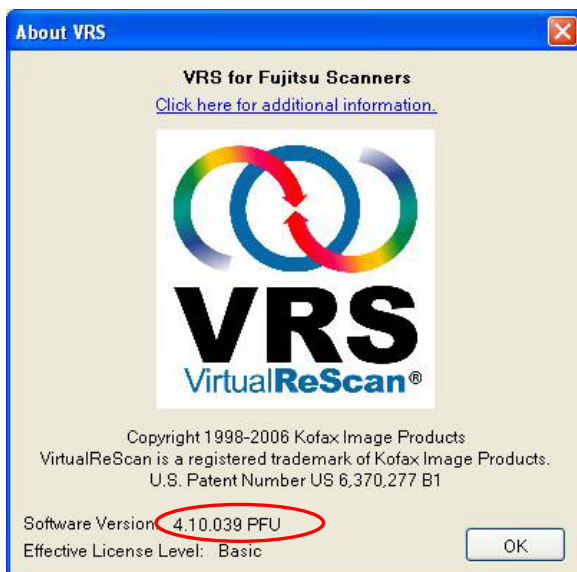 About VRS
VRS for Fujitsu Scanners
Click here for additional information.
VRS
VirtualReScan®
Copyright 1998-2006 Kofax Image Products
VirtualReScan is a registered trademark of Kofax Image Products.
U.S. Patent Number US 6,370,277 B1
Software Version: 4.10.039 PFU
Effective License Level: Basic
OK